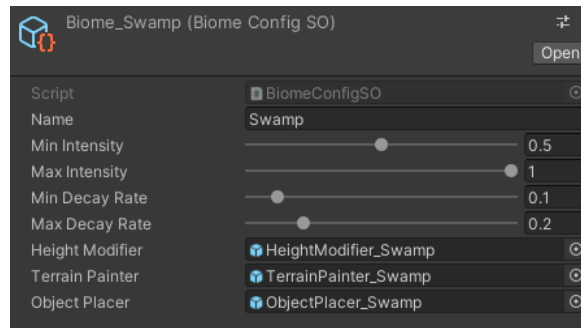 Biome_Swamp (Biome Config SO)
Open
Script BiomeConfigSO
Name Swamp
Min Intensity 0.5
Max Intensity 1
Min Decay Rate 0.1
Max Decay Rate 0.2
Height Modifier HeightModifier_Swamp
Terrain Painter TerrainPainter_Swamp
Object Placer ObjectPlacer_Swamp